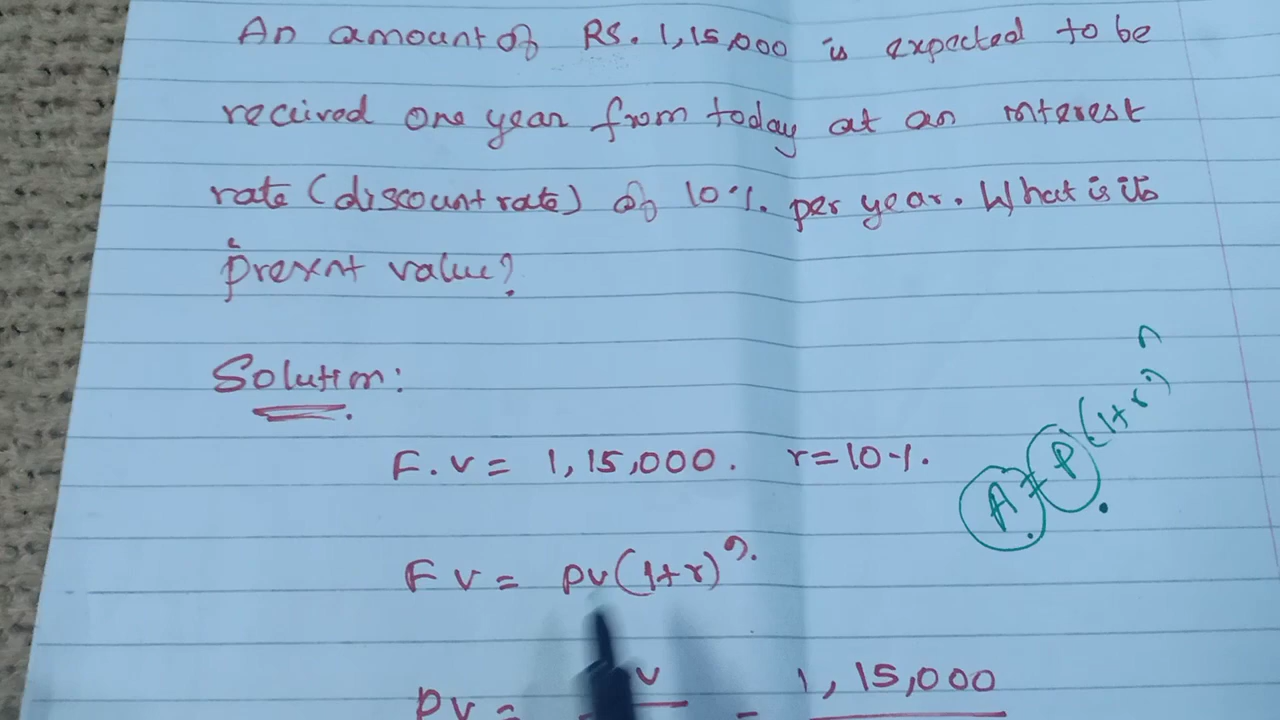 An amount of RS. 1,15,000 is expected to be
received one year from today at an interest
rate (discount rate) of 10%. per year. What is its
Present value?
Solution:
F.V = 1,15,000. r=10%.
A = P(1+r)^n
FV = PV(1+r)^n.
PV = V = 1,15,000